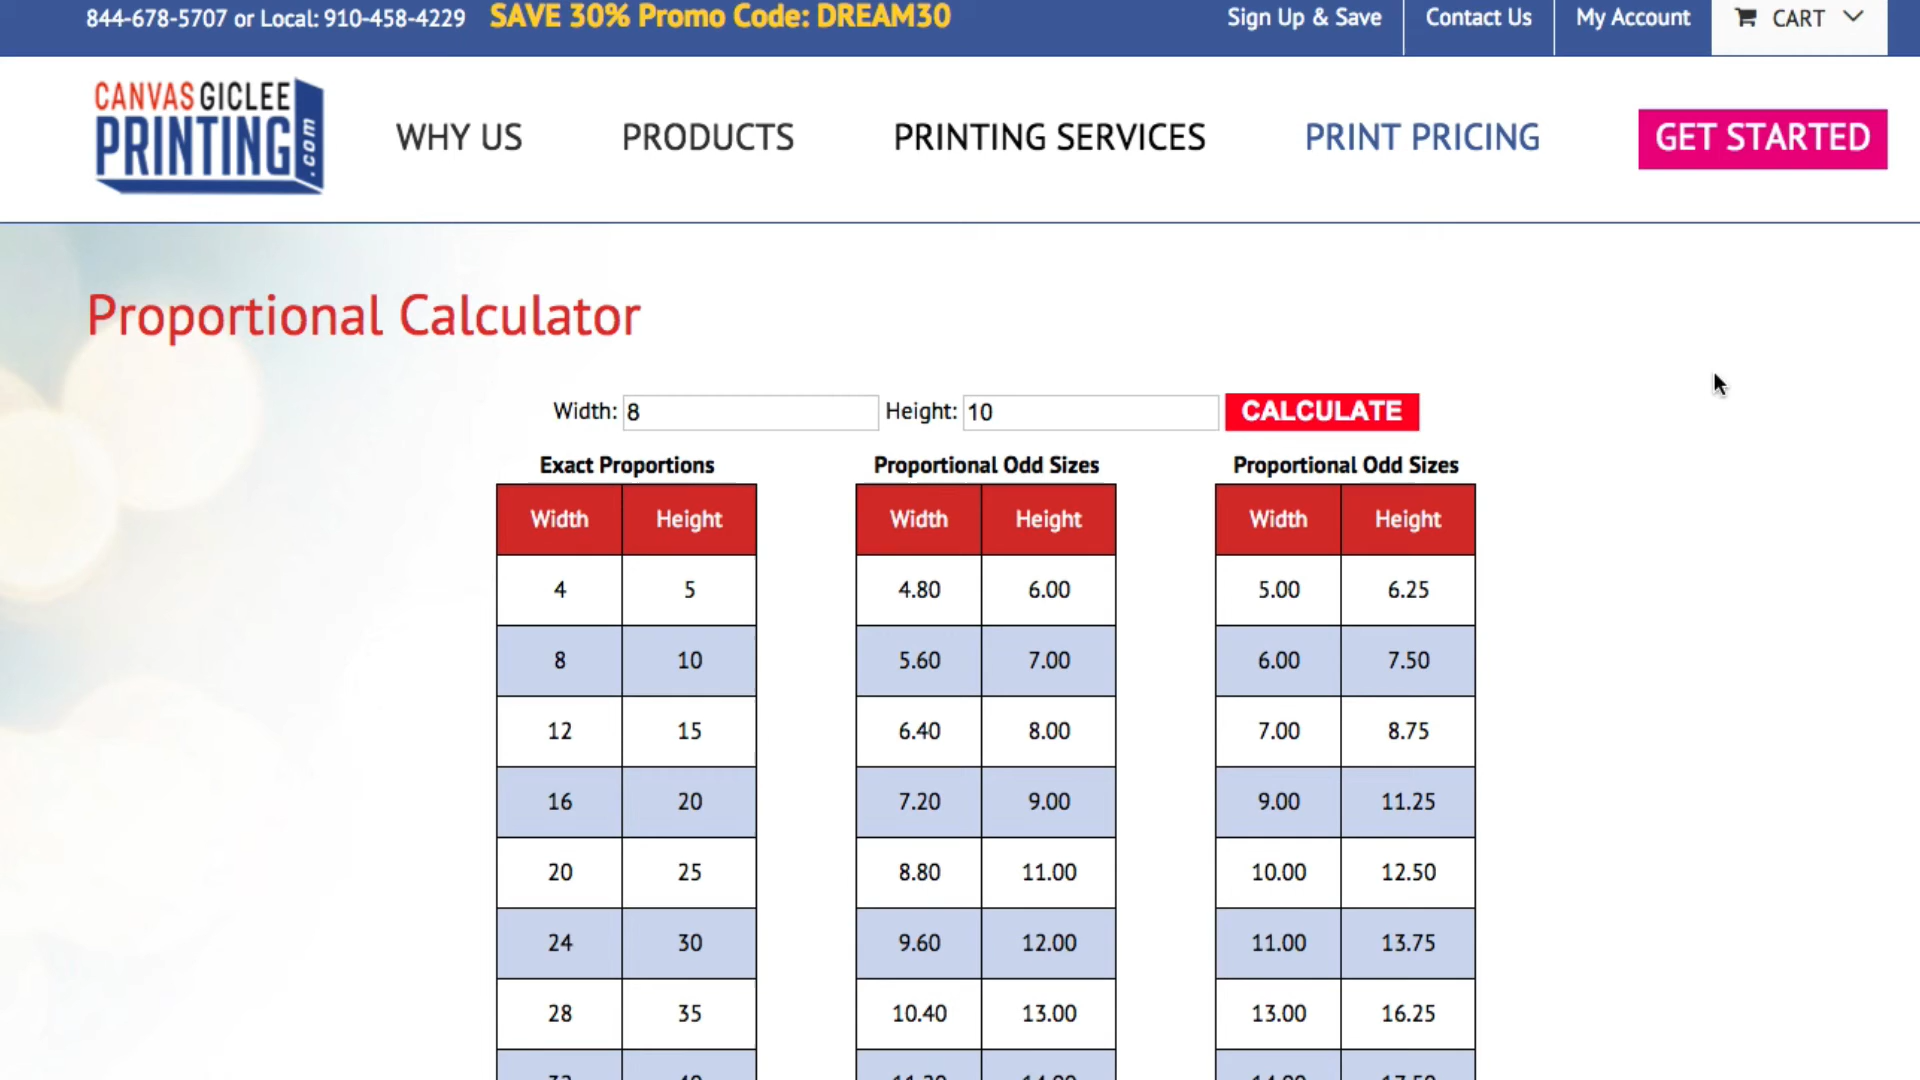 844-678-5707 or Local: 910-458-4229 SAVE 30% Promo Code: DREAM30 Sign Up & Save Contact Us My Account CART
CANVAS GICLEE
PRINTING
.com
WHY US PRODUCTS PRINTING SERVICES PRINT PRICING GET STARTED
Proportional Calculator
Width: 8 Height: 10 CALCULATE
Exact Proportions Proportional Odd Sizes Proportional Odd Sizes
Width Height Width Height Width Height
4 5 4.80 6.00 5.00 6.25
8 10 5.60 7.00 6.00 7.50
12 15 6.40 8.00 7.00 8.75
16 20 7.20 9.00 9.00 11.25
20 25 8.80 11.00 10.00 12.50
24 30 9.60 12.00 11.00 13.75
28 35 10.40 13.00 13.00 16.25